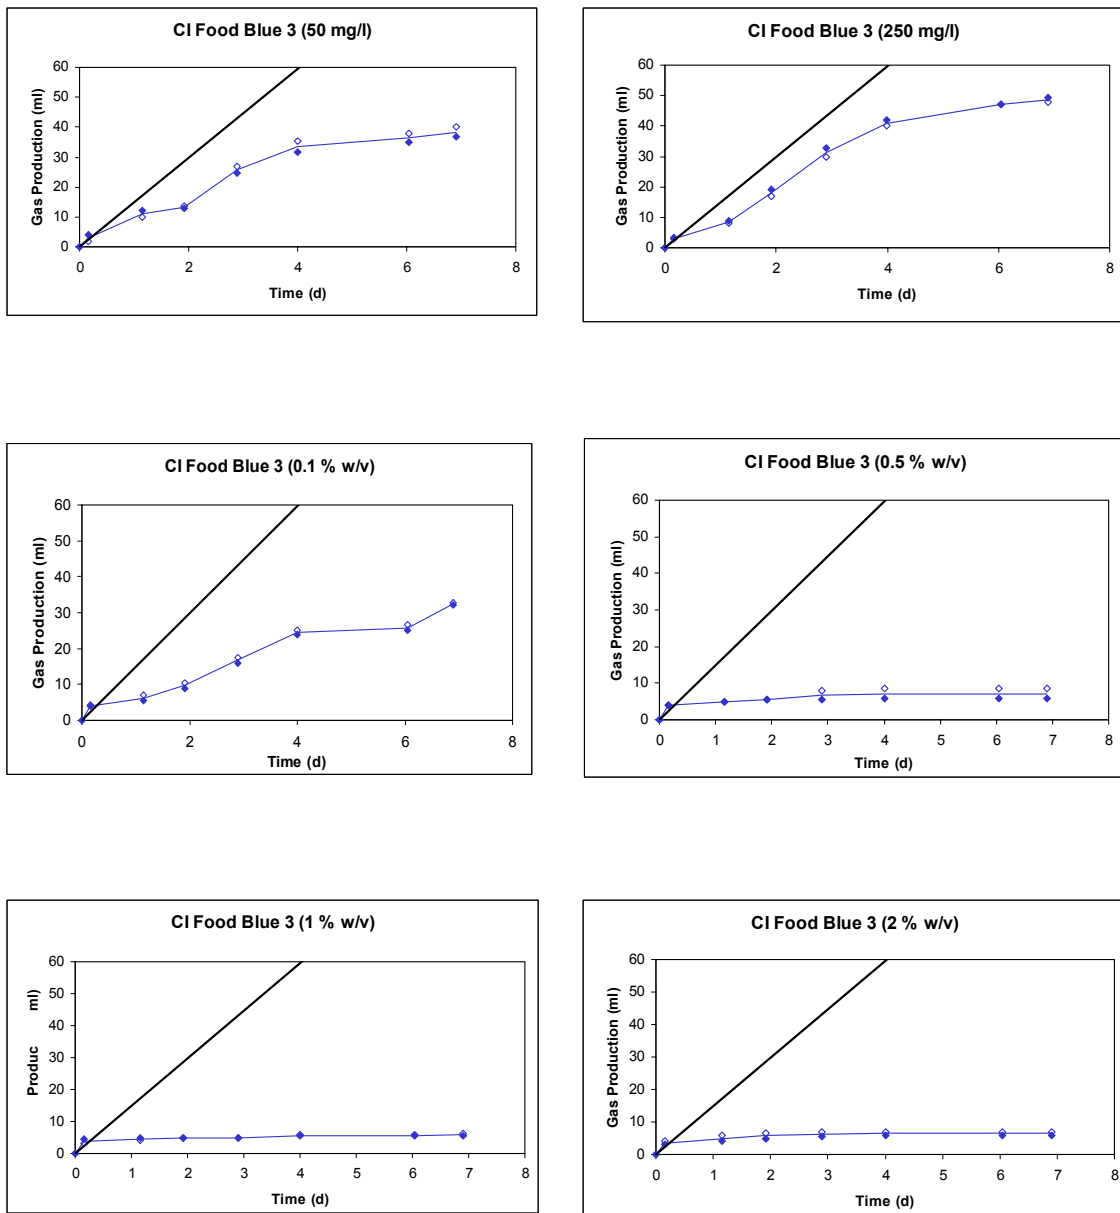 CI Food Blue 3 (50 mg/l)
Gas Production (ml)
60
50
40
30
20
10
0
0 2 4 6 8
Time (d)
CI Food Blue 3 (250 mg/l)
Gas Production (ml)
60
50
40
30
20
10
0
0 1 2 3 4 5 6 7 8
Time (d)
CI Food Blue 3 (0.1 % w/v)
Gas Production (ml)
60
50
40
30
20
10
0
0 2 4 6 8
Time (d)
CI Food Blue 3 (0.5 % w/v)
Gas Production (ml)
60
50
40
30
20
10
0
0 1 2 3 4 5 6 7 8
Time (d)
CI Food Blue 3 (1 % w/v)
Produc ml)
60
50
40
30
20
10
0
0 1 2 3 4 5 6 7 8
Time (d)
CI Food Blue 3 (2 % w/v)
Gas Production (ml)
60
50
40
30
20
10
0
0 1 2 3 4 5 6 7 8
Time (d)